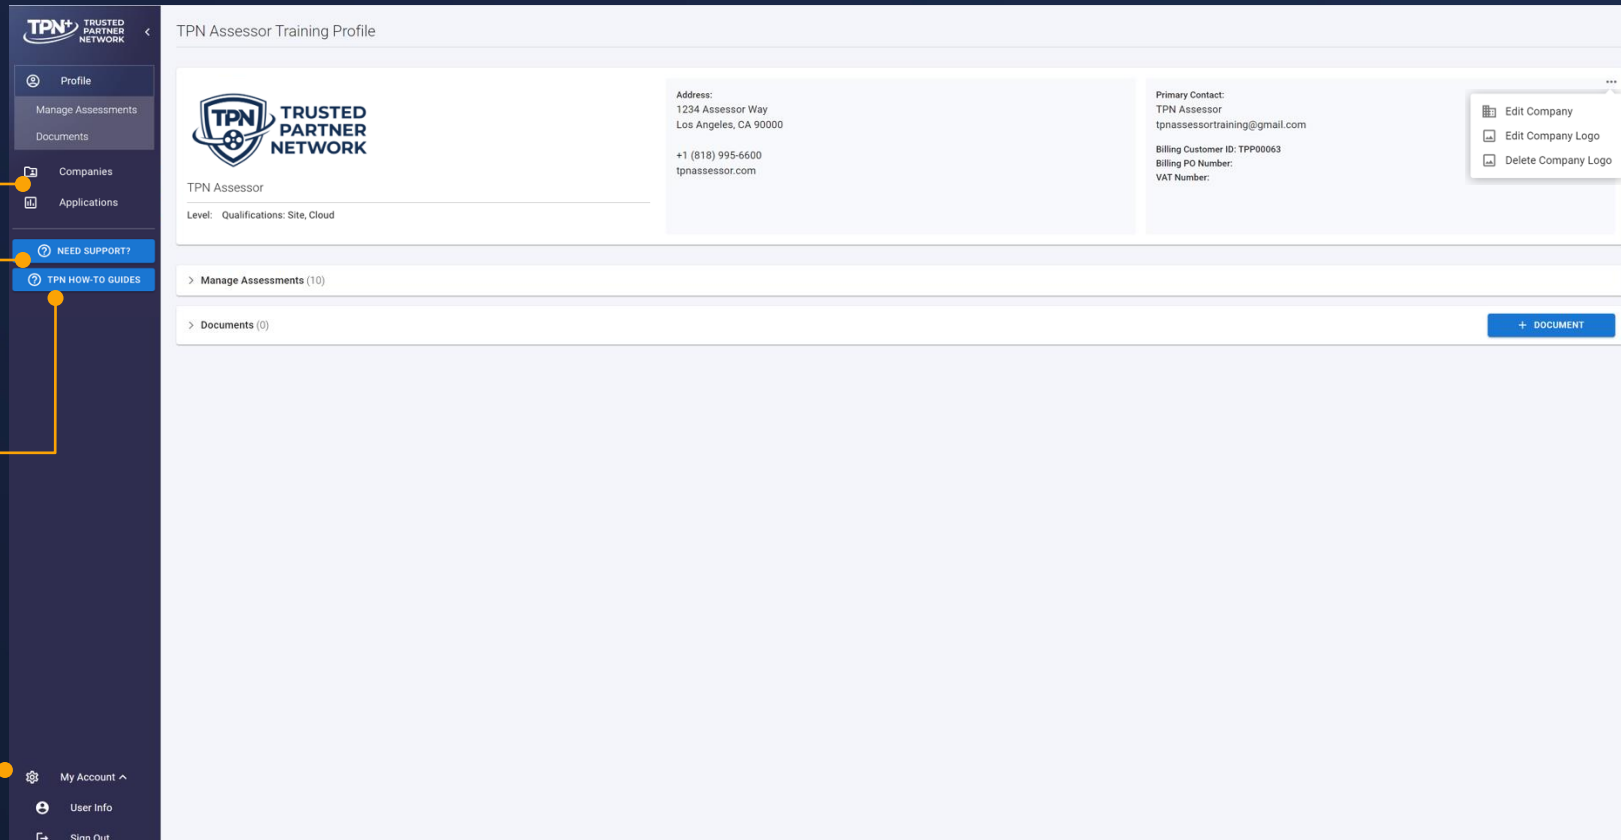 TPN+ TRUSTED
PARTNER
NETWORK
Profile
Manage Assessments
Documents
Companies
Applications
NEED SUPPORT?
TPN HOW-TO GUIDES
My Account
User Info
Sign Out
TPN Assessor Training Profile
TPN TRUSTED
PARTNER
NETWORK
TPN Assessor
Level: Qualifications: Site, Cloud
Address:
1234 Assessor Way
Los Angeles, CA 90000
+1 (818) 995-6600
tpnassessor.com
Primary Contact:
TPN Assessor
tpnassessortraining@gmail.com
Billing Customer ID: TPP00063
Billing PO Number:
VAT Number:
Edit Company
Edit Company Logo
Delete Company Logo
Manage Assessments (10)
Documents (0)
+ DOCUMENT